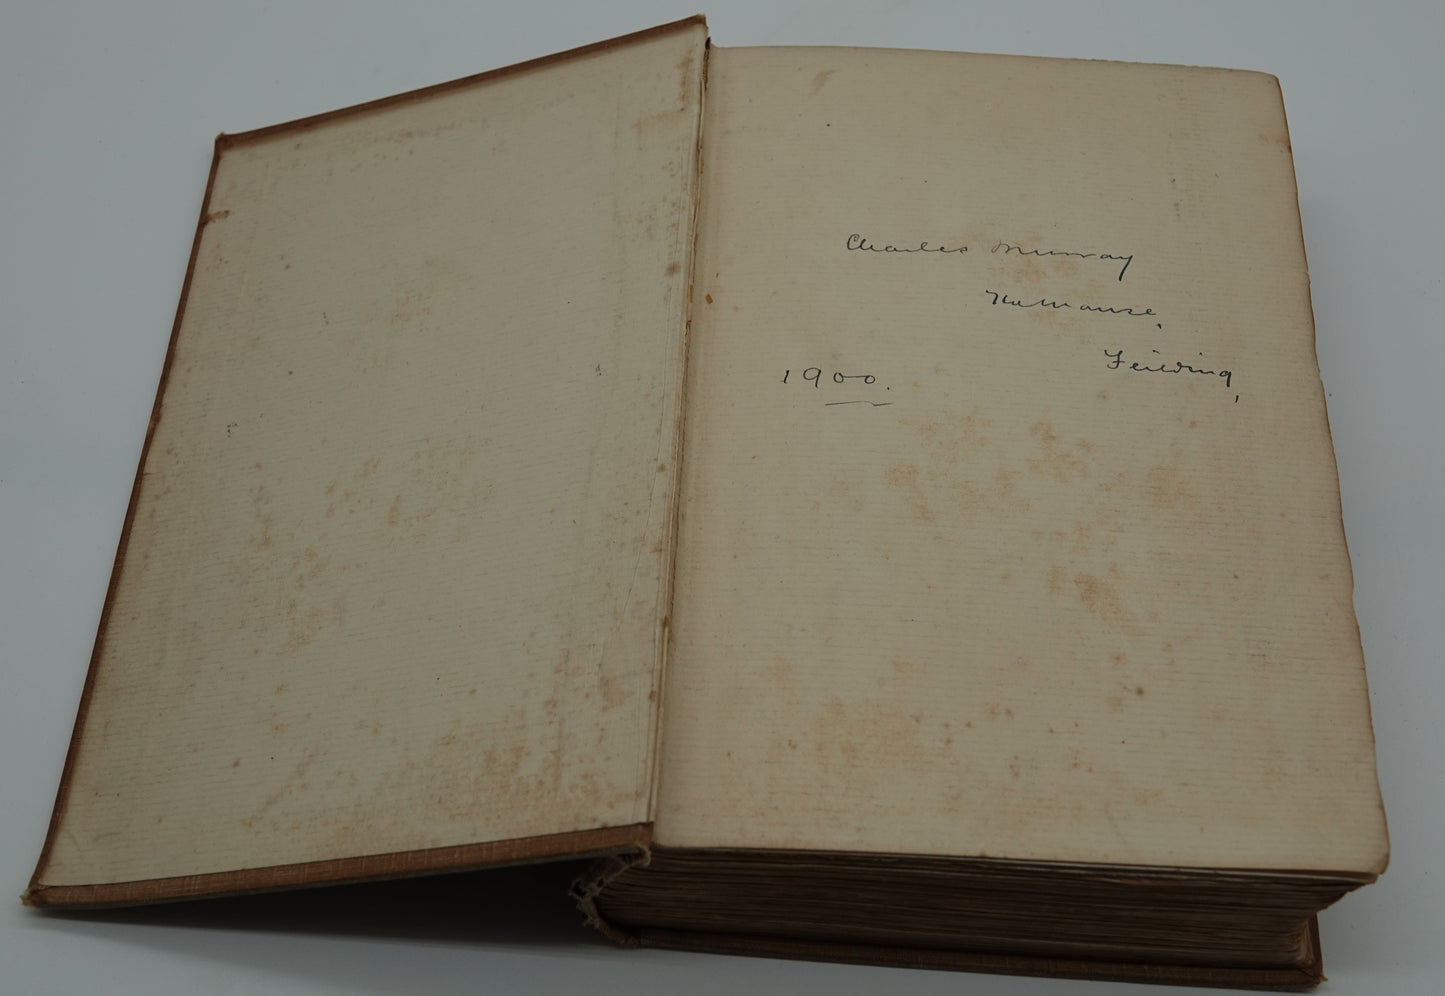 Charles Murray
The Manse,
Feilding,
1900.